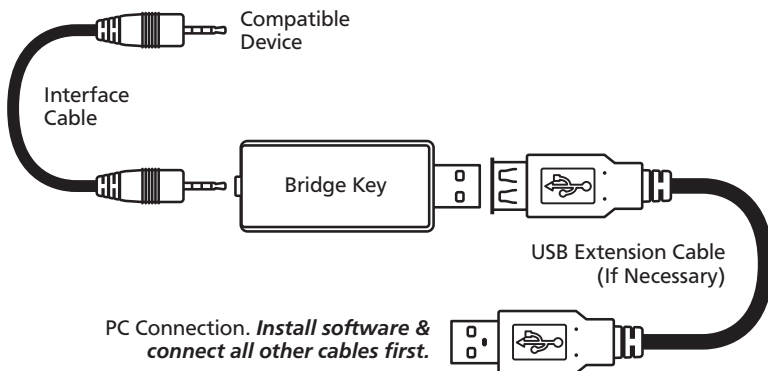 Compatible
Device
Interface
Cable
Bridge Key
USB Extension Cable
(If Necessary)
PC Connection. Install software &
connect all other cables first.